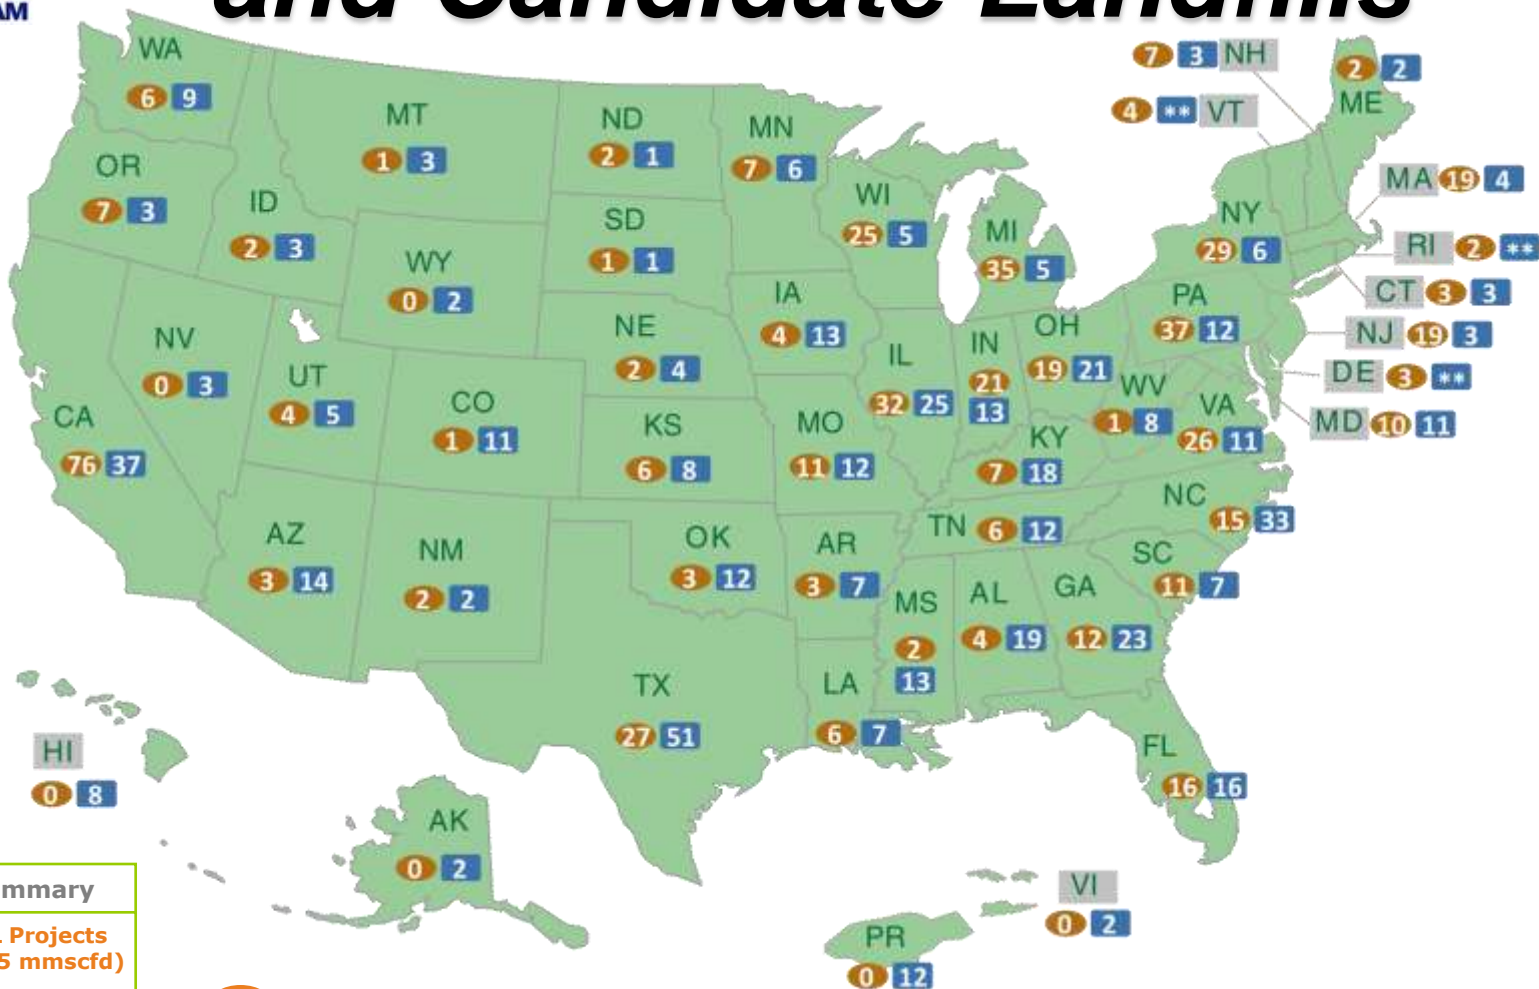 AM
and Candidate Landfills
WA
6 9
OR
7 3
ID
2 3
MT
1 3
ND
2 1
MN
7 6
WI
25 5
MI
35 5
7 3 NH
4 ** VT
2 2
ME
MA 19 4
NY
29 6
RI 2 **
CT 3 3
NJ 19 3
DE 3 **
MD 10 11
PA
37 12
SD
1 1
WY
0 2
NE
2 4
IA
4 13
IL
32 25
IN
21
13
OH
19 21
WV
1 8
VA
26 11
NV
0 3
UT
4 5
CO
1 11
KS
6 8
MO
11 12
KY
7 18
CA
76 37
TN 6 12
NC
15 33
SC
11 7
AZ
3 14
NM
2 2
OK
3 12
AR
3 7
MS
2
13
AL
4 19
GA
12 23
TX
27 51
LA
6 7
FL
16 16
HI
0 8
AK
0 2
VI
0 2
PR
0 12
mmary
Projects
5 mmscfd)